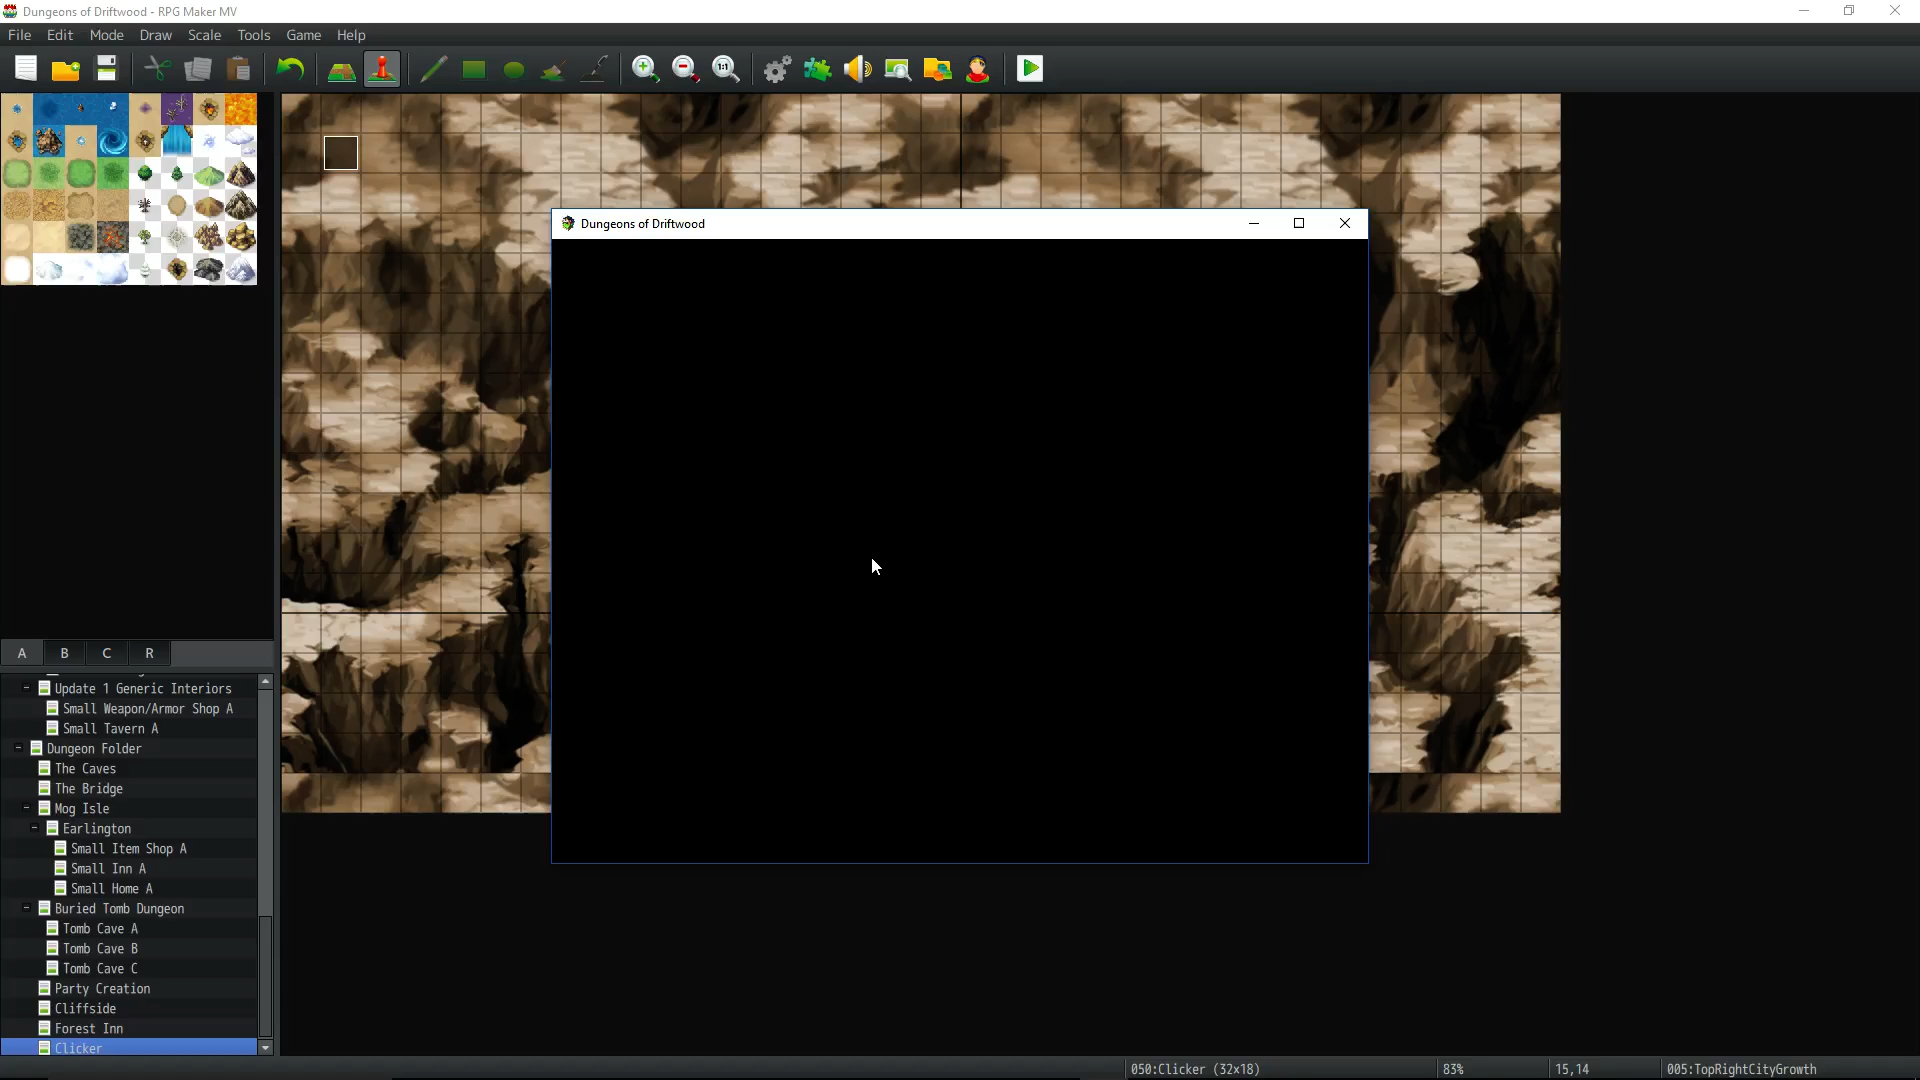 Dungeons of Driftwood - RPG Maker MV
File Edit Mode Draw Scale Tools Game Help
1:1
Dungeons of Driftwood
A B C R
Update 1 Generic Interiors
Small Weapon/Armor Shop A
Small Tavern A
Dungeon Folder
The Caves
The Bridge
Mog Isle
Earlington
Small Item Shop A
Small Inn A
Small Home A
Buried Tomb Dungeon
Tomb Cave A
Tomb Cave B
Tomb Cave C
Party Creation
Cliffside
Forest Inn
Clicker
050:Clicker (32x18) 83% 15,14 005:TopRightCityGrowth